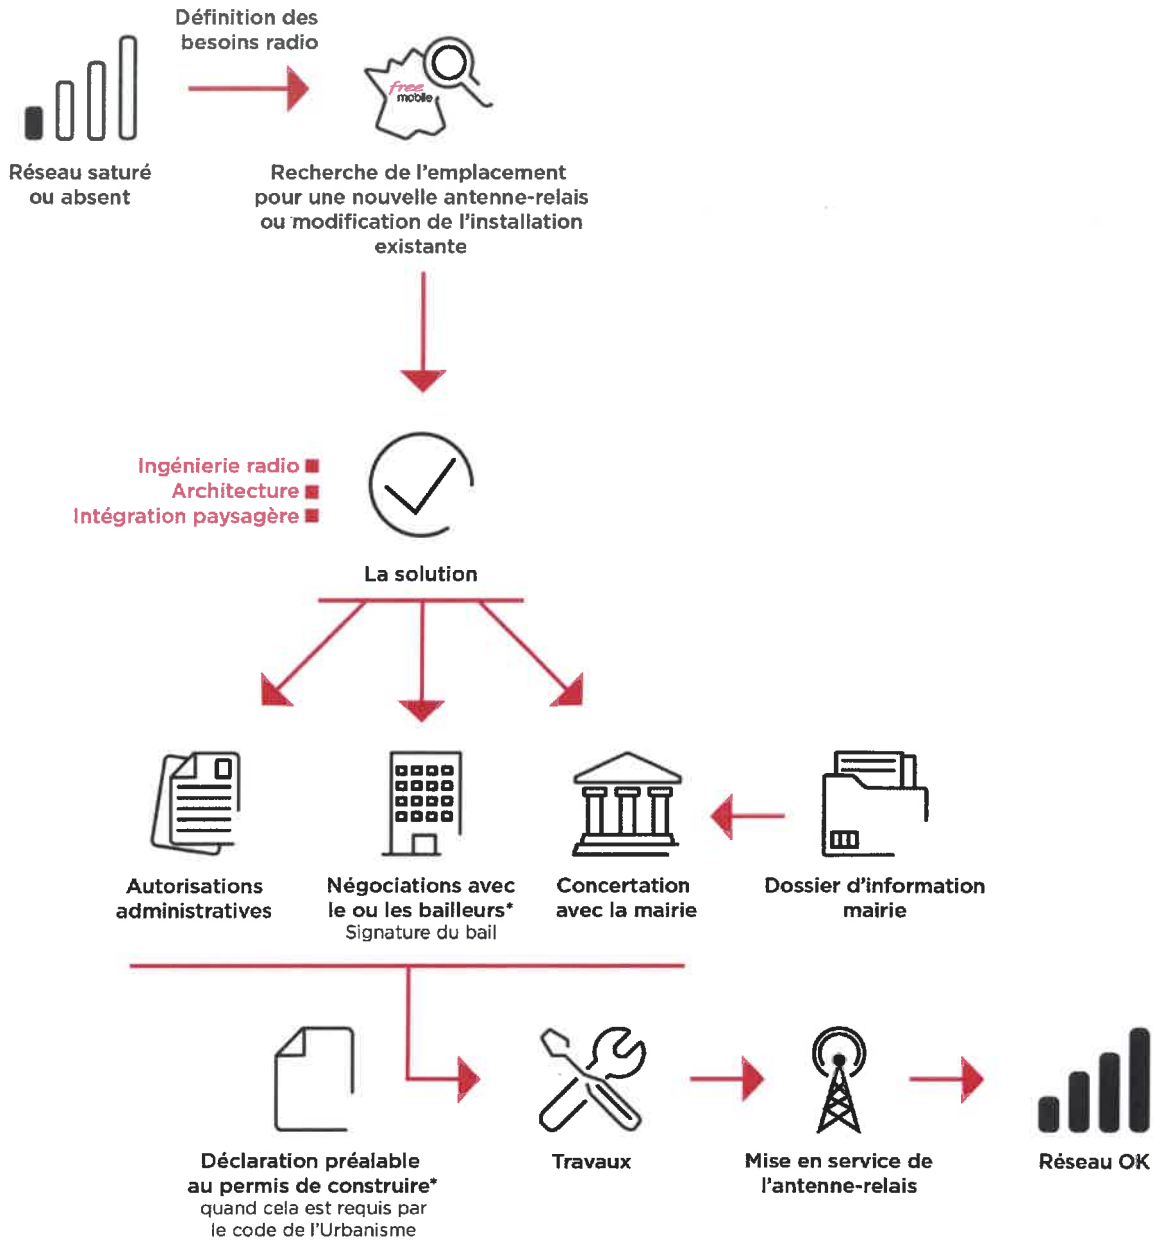 Définition des
besoins radio
free
mobile
Réseau saturé
ou absent
Recherche de l'emplacement
pour une nouvelle antenne-relais
ou modification de l'installation
existante
Ingénierie radio
Architecture
Intégration paysagère
La solution
Autorisations
administratives
Négociations avec
le ou les bailleurs*
Signature du bail
Concertation
avec la mairie
Dossier d'information
mairie
Déclaration préalable
au permis de construire*
quand cela est requis par
le code de l'Urbanisme
Travaux
Mise en service de
l'antenne-relais
Réseau OK